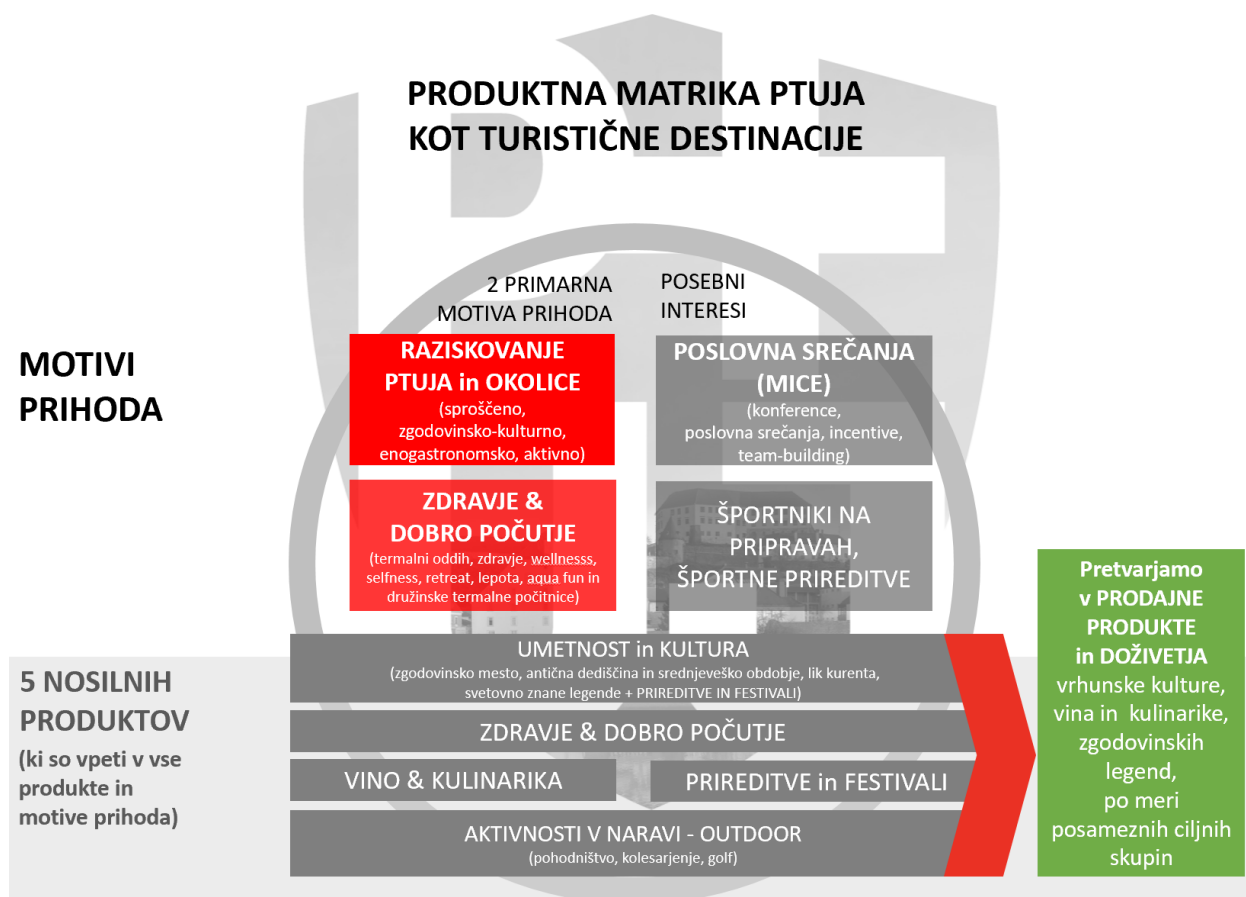 PRODUKTNA MATRIKA PTUJA
KOT TURISTIČNE DESTINACIJE
MOTIVI
PRIHODA
2 PRIMARNA
MOTIVA PRIHODA
POSEBNI
INTERESI
RAZISKOVANJE
PTUJA in OKOLICE
(sproščeno,
zgodovinsko-kulturno,
enogastronomsko, aktivno)
POSLOVNA SREČANJA
(MICE)
(konference,
poslovna srečanja, incentive,
team-building)
ZDRAVJE &
DOBRO POČUTJE
(termalni oddih, zdravje, wellnesss,
selfness, retreat, lepota, aqua fun in
družinske termalne počitnice)
ŠPORTNIKI NA
PRIPRAVAH,
ŠPORTNE PRIREDITVE
5 NOSILNIH
PRODUKTOV
(ki so vpeti v vse
produkte in
motive prihoda)
UMETNOST in KULTURA
(zgodovinsko mesto, antična dediščina in srednjeveško obdobje, lik kurenta,
svetovno znane legende + PRIREDITVE IN FESTIVALI)
ZDRAVJE & DOBRO POČUTJE
VINO & KULINARIKA
PRIREDITVE in FESTIVALI
AKTIVNOSTI V NARAVI - OUTDOOR
(pohodništvo, kolesarjenje, golf)
Pretvarjamo
v PRODAJNE
PRODUKTE
in DOŽIVETJA
vrhunske kulture,
vina in kulinarike,
zgodovinskih
legend,
po meri
posameznih ciljnih
skupin